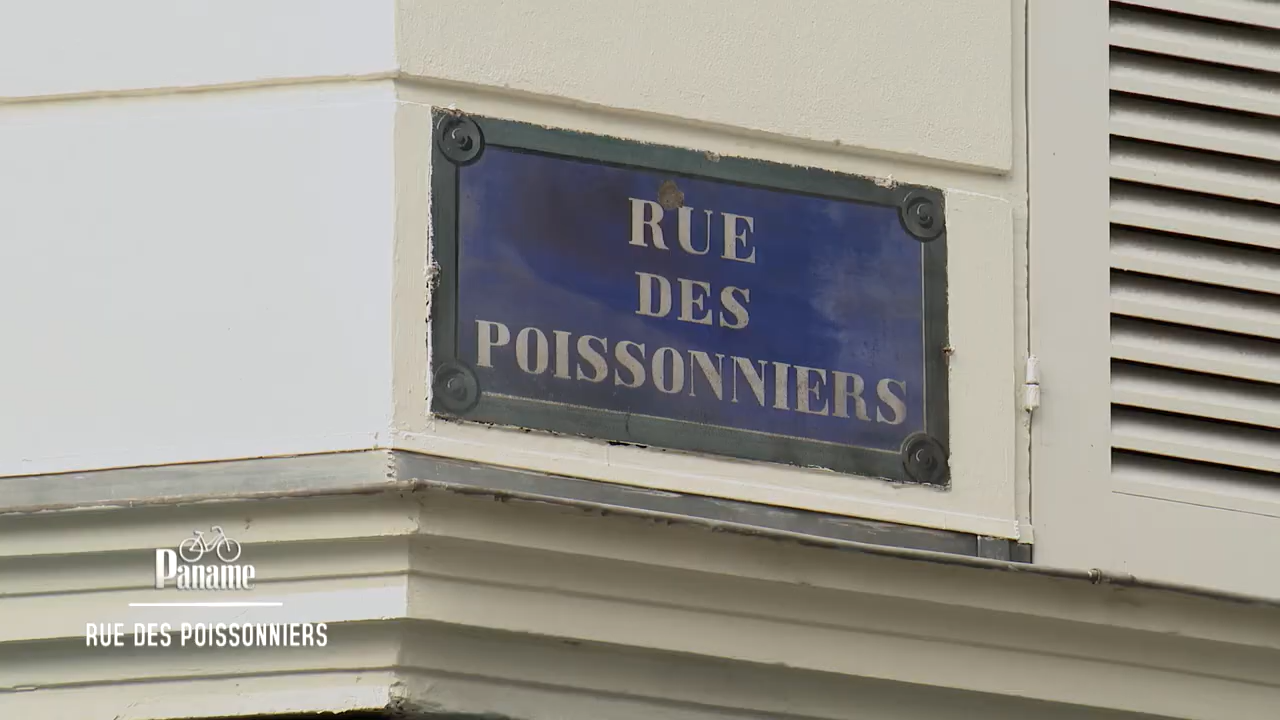 RUE
DES
POISSONNIERS
Paname
RUE DES POISSONNIERS